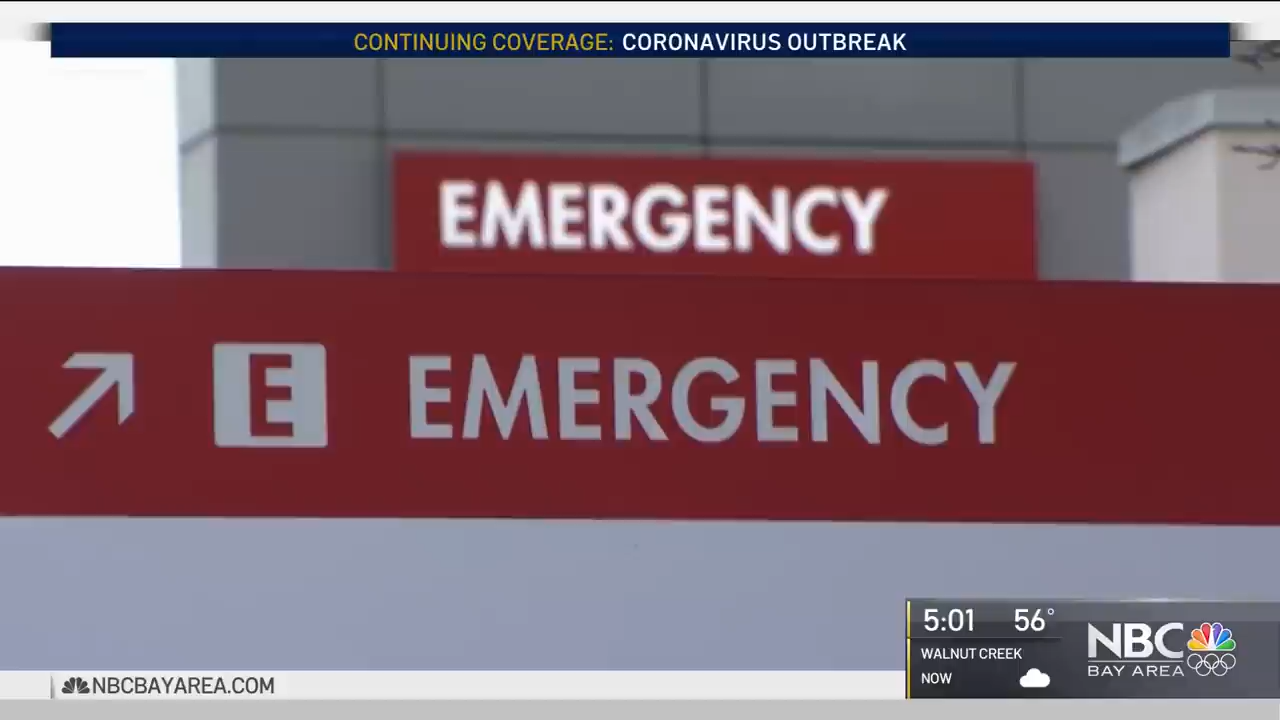 CONTINUING COVERAGE: CORONAVIRUS OUTBREAK
EMERGENCY
E EMERGENCY
5:01 56°
WALNUT CREEK
NOW
NBC
BAY AREA
NBCBAYAREA.COM